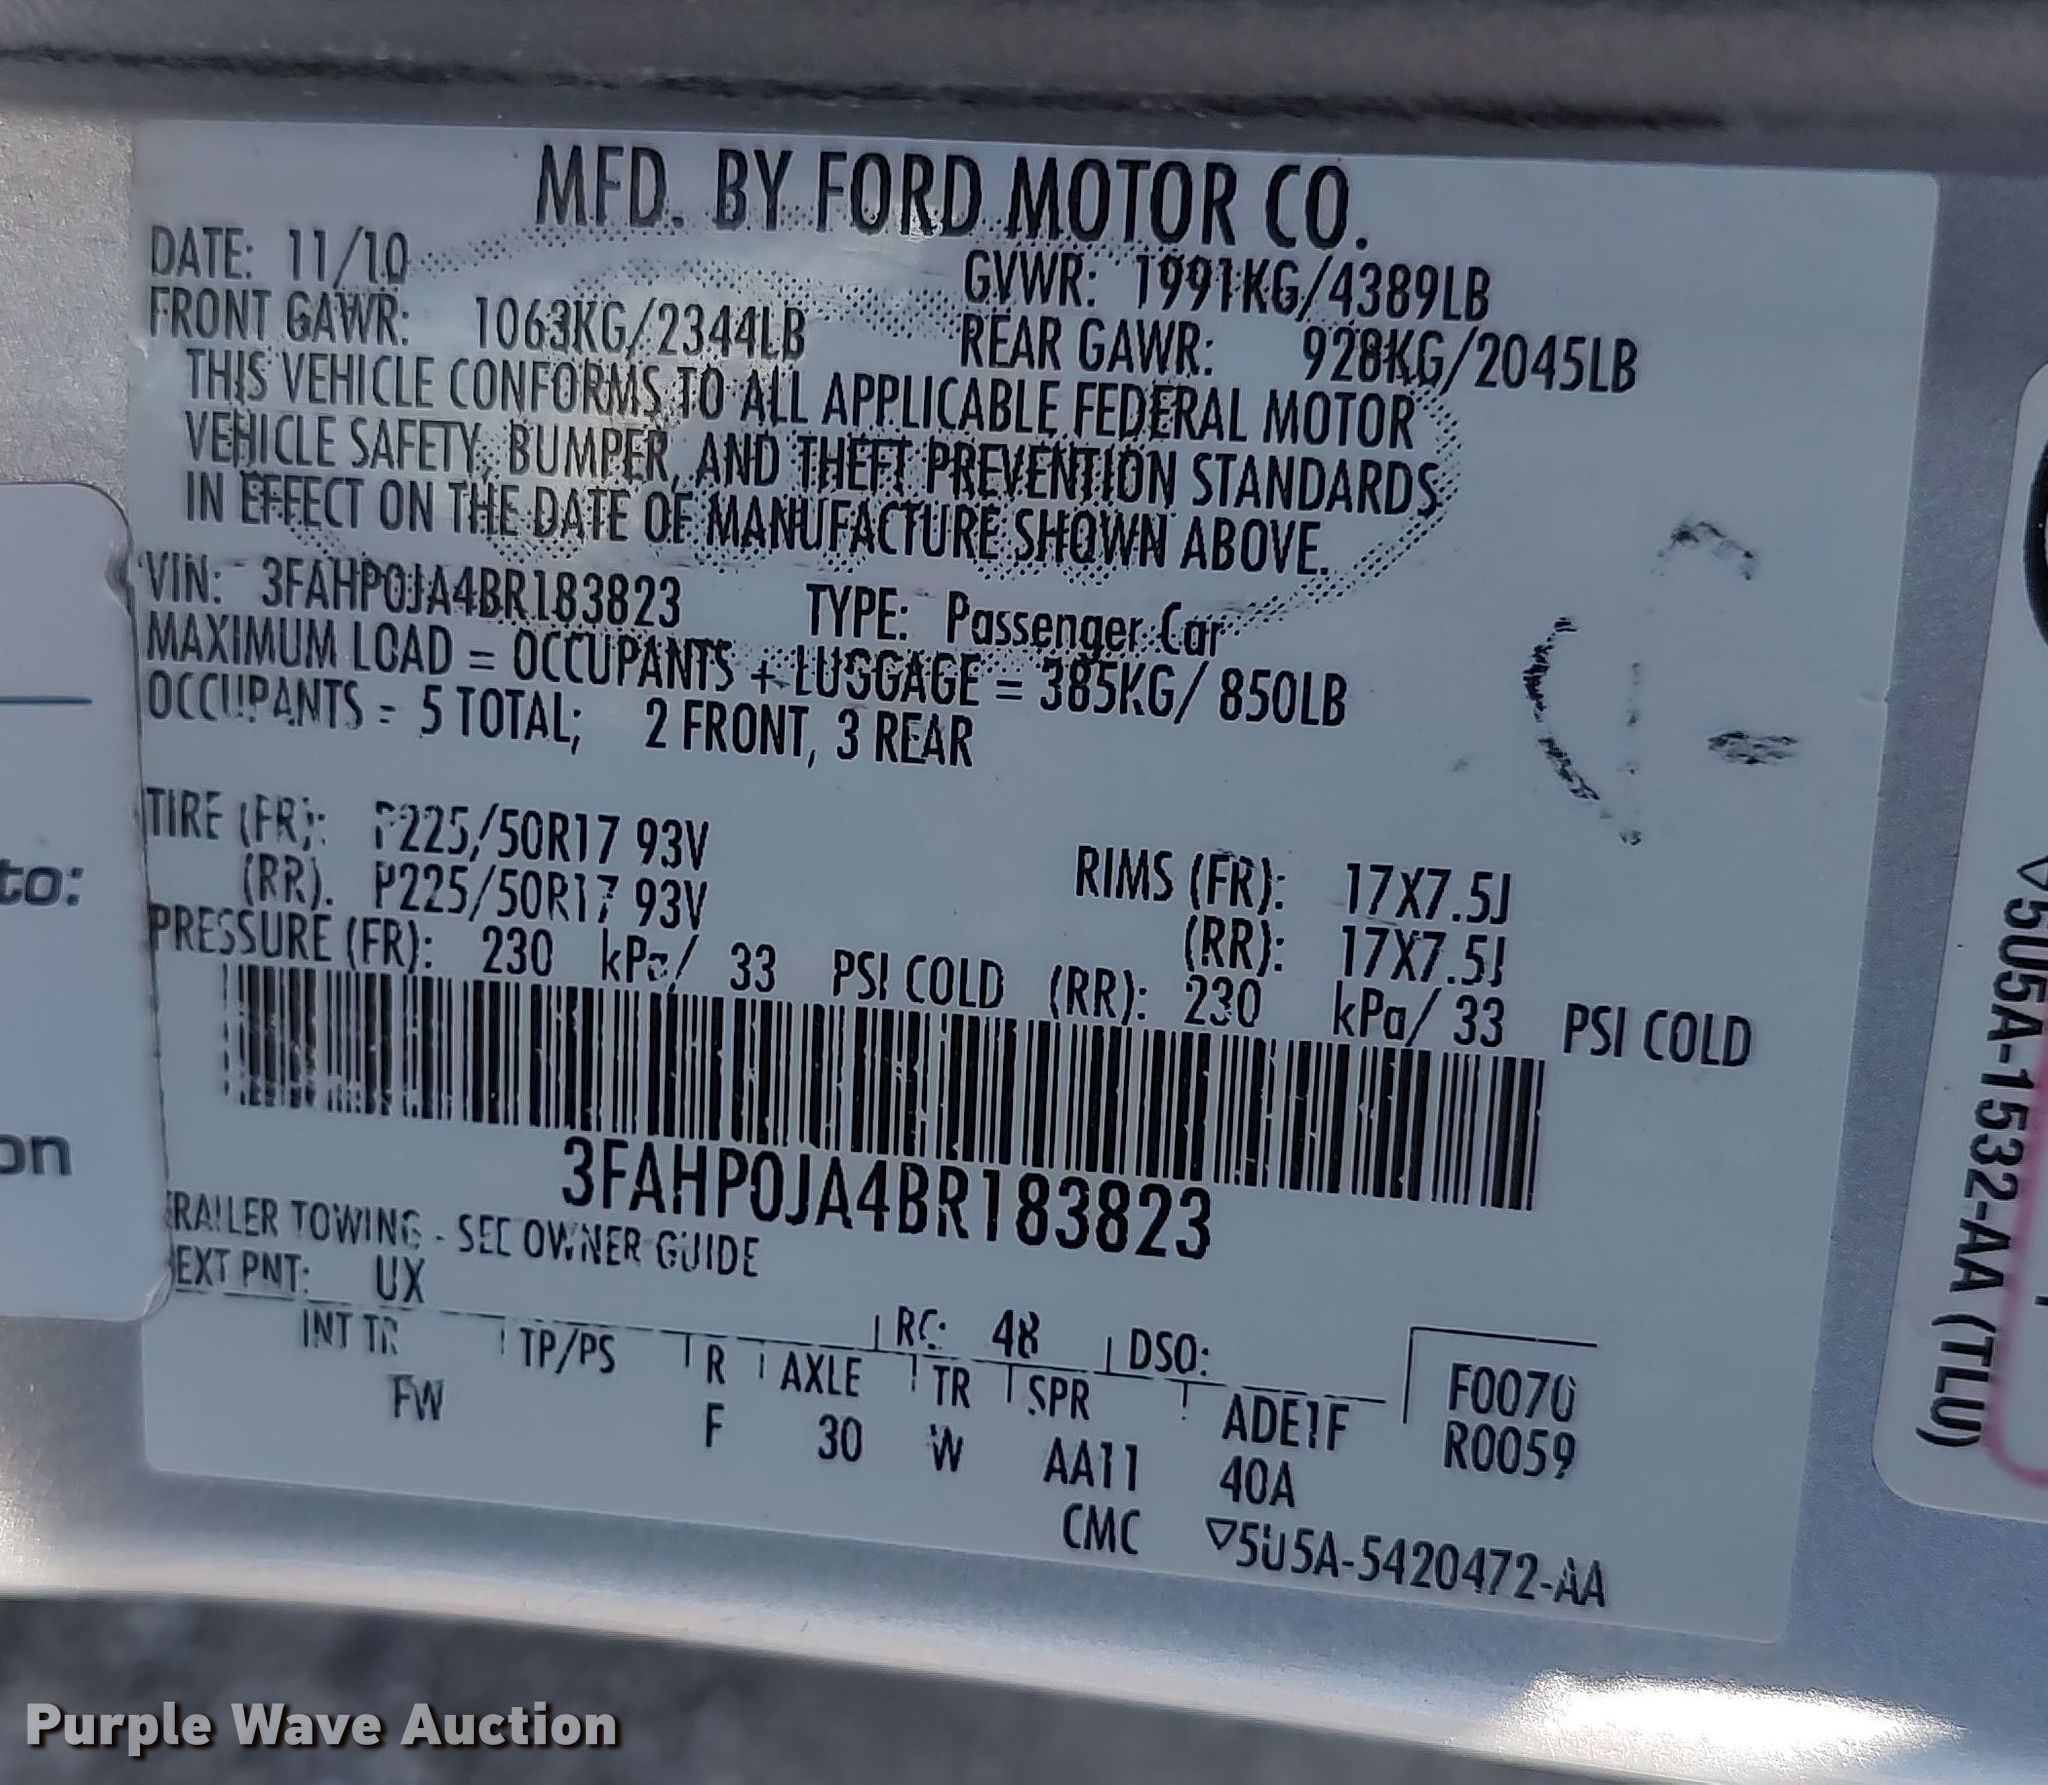 MFD. BY FORD MOTOR CO.
DATE: 11/10
GVWR: 1991KG/4389LB
FRONT GAWR: 1063KG/2344LB
REAR GAWR: 928KG/2045LB
THIS VEHICLE CONFORMS TO ALL APPLICABLE FEDERAL MOTOR
VEHICLE SAFETY, BUMPER, AND THEFT PREVENTION STANDARDS
IN EFFECT ON THE DATE OF MANUFACTURE SHOWN ABOVE.
VIN: 3FAHP0JA4BR183823 TYPE: Passenger Car
MAXIMUM LOAD = OCCUPANTS + LUGGAGE = 385KG/ 850LB
OCCUPANTS = 5 TOTAL; 2 FRONT, 3 REAR
TIRE (FR): P225/50R17 93V
RIMS (FR): 17X7.5J
(RR): P225/50R17 93V
(RR): 17X7.5J
PRESSURE (FR): 230 kPa/ 33 PSI COLD (RR): 230 kPa/ 33 PSI COLD
3FAHP0JA4BR183823
TRAILER TOWING - SEE OWNER GUIDE
EXT PNT: UX
RC: 48 DSO:
F0070
R0059
INT TR TP/PS R AXLE TR SPR ADE1F
FW F 30 W AA11 40A
CMC ▽5U5A-5420472-AA
to:
on
▽5U5A-1532-AA (TLU)
Purple Wave Auction